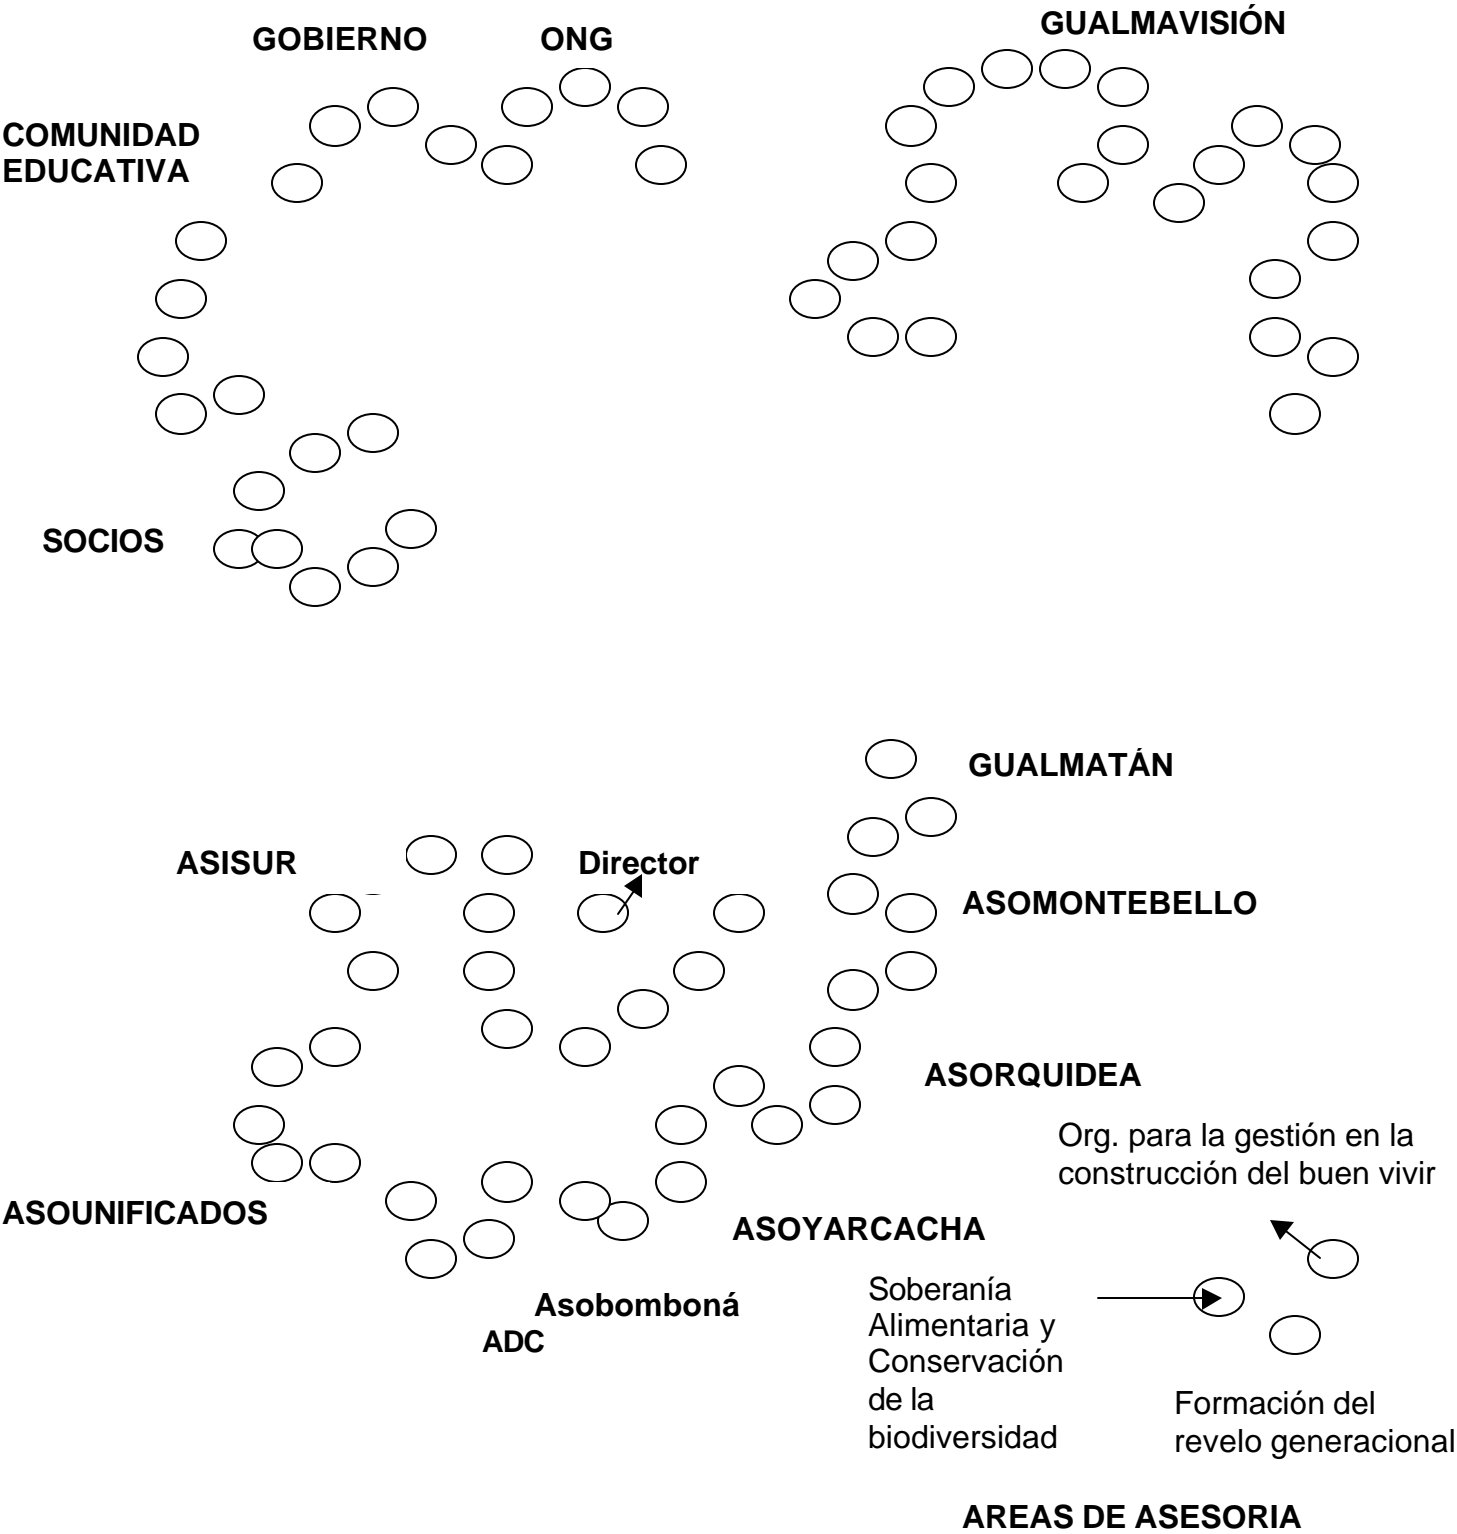 GUALMAVISIÓN
GOBIERNO
ONG
COMUNIDAD
EDUCATIVA
SOCIOS
GUALMATÁN
ASISUR
Director
ASOMONTEBELLO
ASORQUIDEA
Org. para la gestión en la
construcción del buen vivir
ASOUNIFICADOS
ASOYARCACHA
Asobomboná
ADC
Soberanía
Alimentaria y
Conservación
de la
biodiversidad
Formación del
revelo generacional
AREAS DE ASESORIA